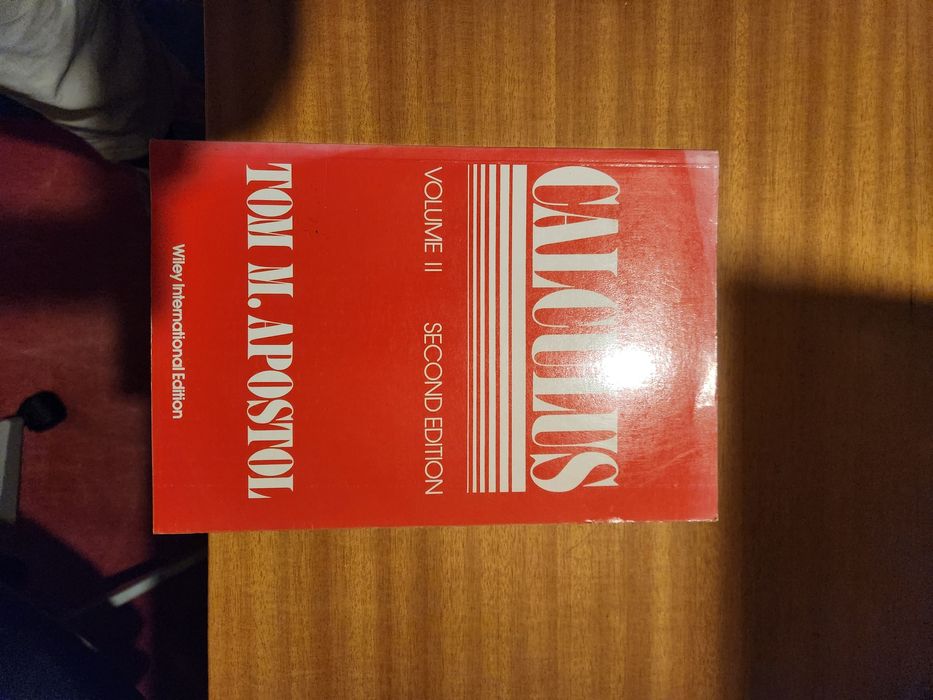 CALCULUS
VOLUME II SECOND EDITION
TOM M. APOSTOL
Wiley International Edition